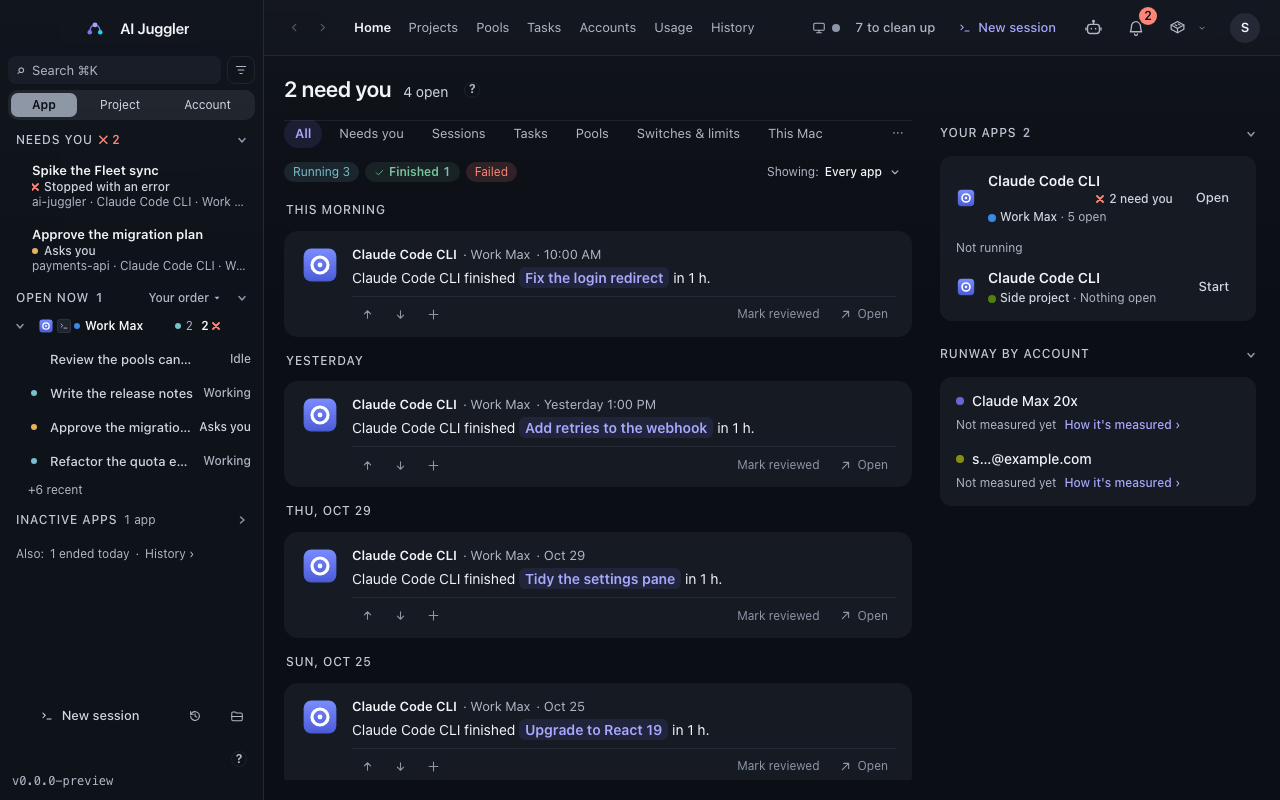 AI Juggler
Search ⌘K
App Project Account
NEEDS YOU 2
Spike the Fleet sync
Stopped with an error
ai-juggler · Claude Code CLI · Work ...
Approve the migration plan
Asks you
payments-api · Claude Code CLI · W...
OPEN NOW 1 Your order
Work Max 2 2
Review the pools can... Idle
Write the release notes Working
Approve the migratio... Asks you
Refactor the quota e... Working
+6 recent
INACTIVE APPS 1 app
Also: 1 ended today · History ›
New session
?
v0.0.0-preview
Home Projects Pools Tasks Accounts Usage History
7 to clean up
New session
2
S
2 need you 4 open ?
All Needs you Sessions Tasks Pools Switches & limits This Mac ...
Running 3 Finished 1 Failed
Showing: Every app
THIS MORNING
Claude Code CLI · Work Max · 10:00 AM
Claude Code CLI finished Fix the login redirect in 1 h.
Mark reviewed Open
YESTERDAY
Claude Code CLI · Work Max · Yesterday 1:00 PM
Claude Code CLI finished Add retries to the webhook in 1 h.
Mark reviewed Open
THU, OCT 29
Claude Code CLI · Work Max · Oct 29
Claude Code CLI finished Tidy the settings pane in 1 h.
Mark reviewed Open
SUN, OCT 25
Claude Code CLI · Work Max · Oct 25
Claude Code CLI finished Upgrade to React 19 in 1 h.
Mark reviewed Open
YOUR APPS 2
Claude Code CLI
2 need you
Work Max · 5 open
Open
Not running
Claude Code CLI
Side project · Nothing open
Start
RUNWAY BY ACCOUNT
Claude Max 20x
Not measured yet How it's measured ›
s...@example.com
Not measured yet How it's measured ›